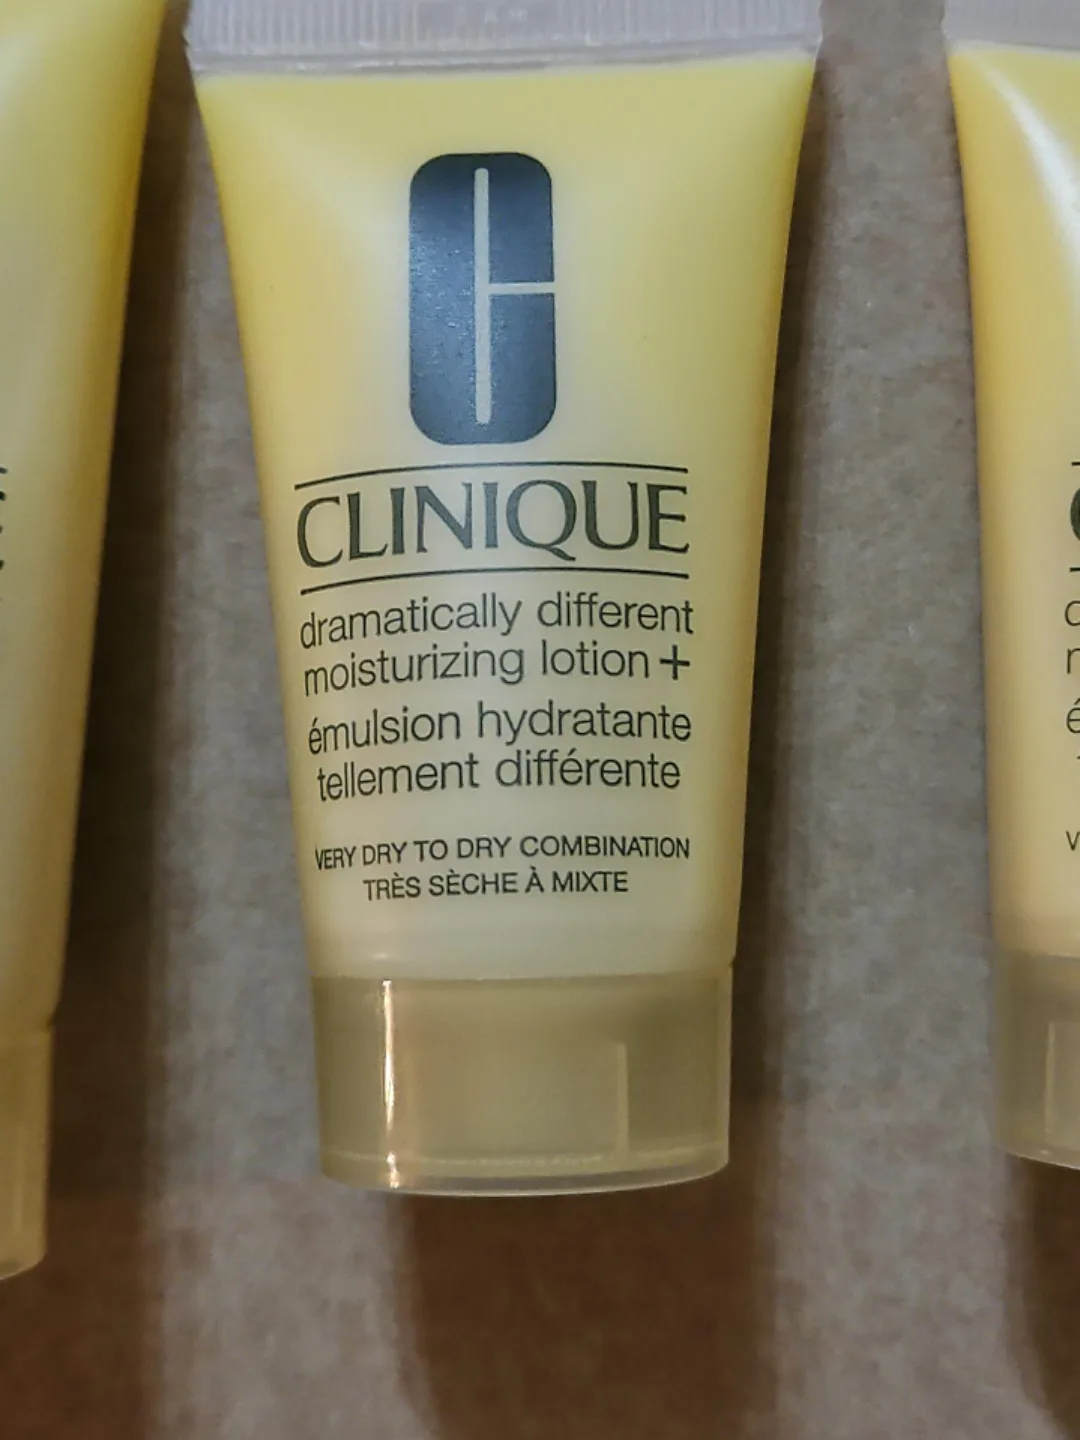 CLINIQUE
dramatically different
moisturizing lotion+
émulsion hydratante
tellement différente
VERY DRY TO DRY COMBINATION
TRÈS SÈCHE À MIXTE